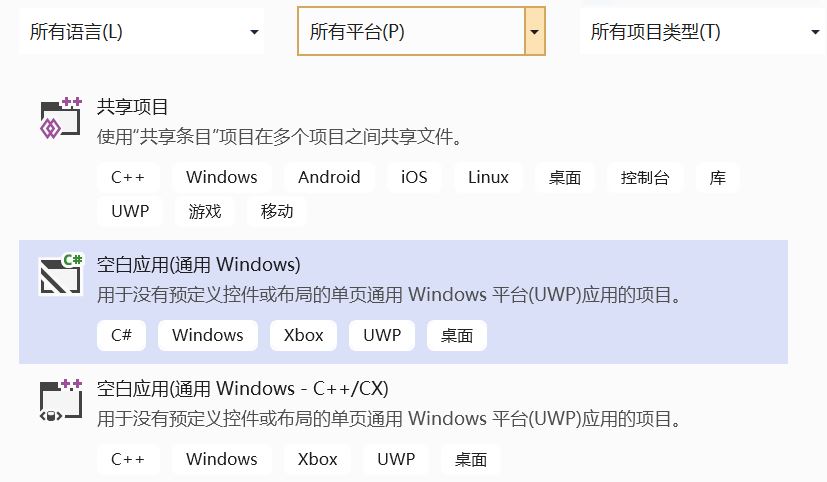 所有语言(L) 所有平台(P) 所有项目类型(T)
共享项目
使用“共享条目”项目在多个项目之间共享文件。
C++ Windows Android iOS Linux 桌面 控制台 库
UWP 游戏 移动
C#
空白应用(通用 Windows)
用于没有预定义控件或布局的单页通用 Windows 平台(UWP)应用的项目。
C# Windows Xbox UWP 桌面
空白应用(通用 Windows - C++/CX)
用于没有预定义控件或布局的单页通用 Windows 平台(UWP)应用的项目。
C++ Windows Xbox UWP 桌面